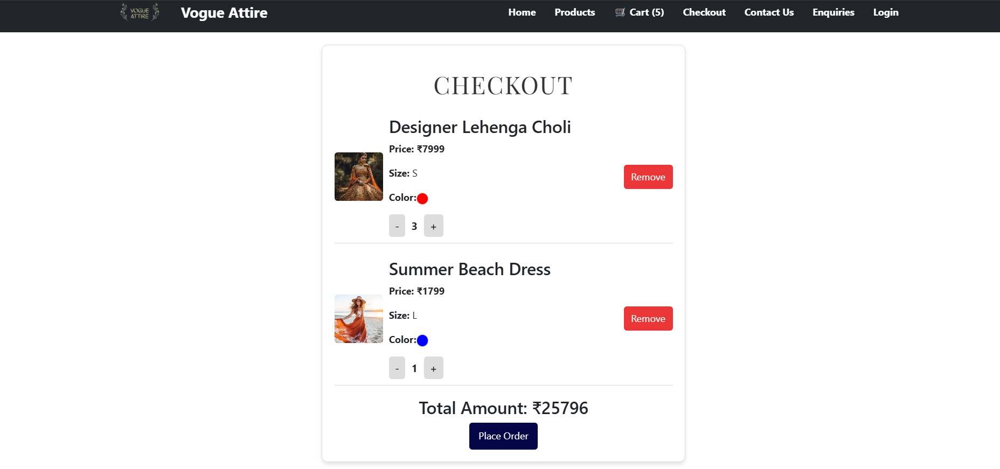 VOGUE
ATTIRE
Vogue Attire
Home
Products
Cart (5)
Checkout
Contact Us
Enquiries
Login
CHECKOUT
Designer Lehenga Choli
Price: ₹7999
Size: S
Color:
- 3 +
Remove
Summer Beach Dress
Price: ₹1799
Size: L
Color:
- 1 +
Remove
Total Amount: ₹25796
Place Order